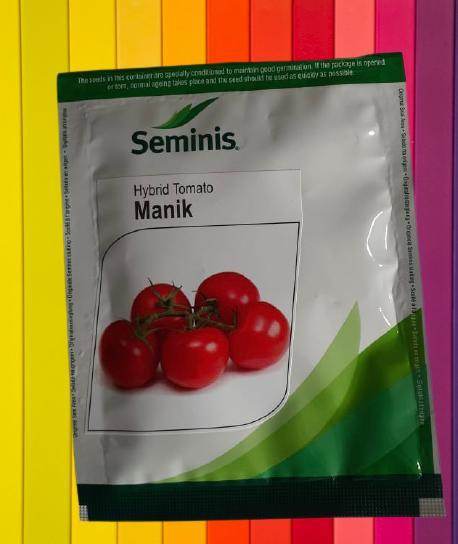 The seeds in this container are specially conditioned to maintain good germination. If the package is opened
or torn, normal ageing takes place and the seed should be used as quickly as possible.
Seminis
Hybrid Tomato
Manik